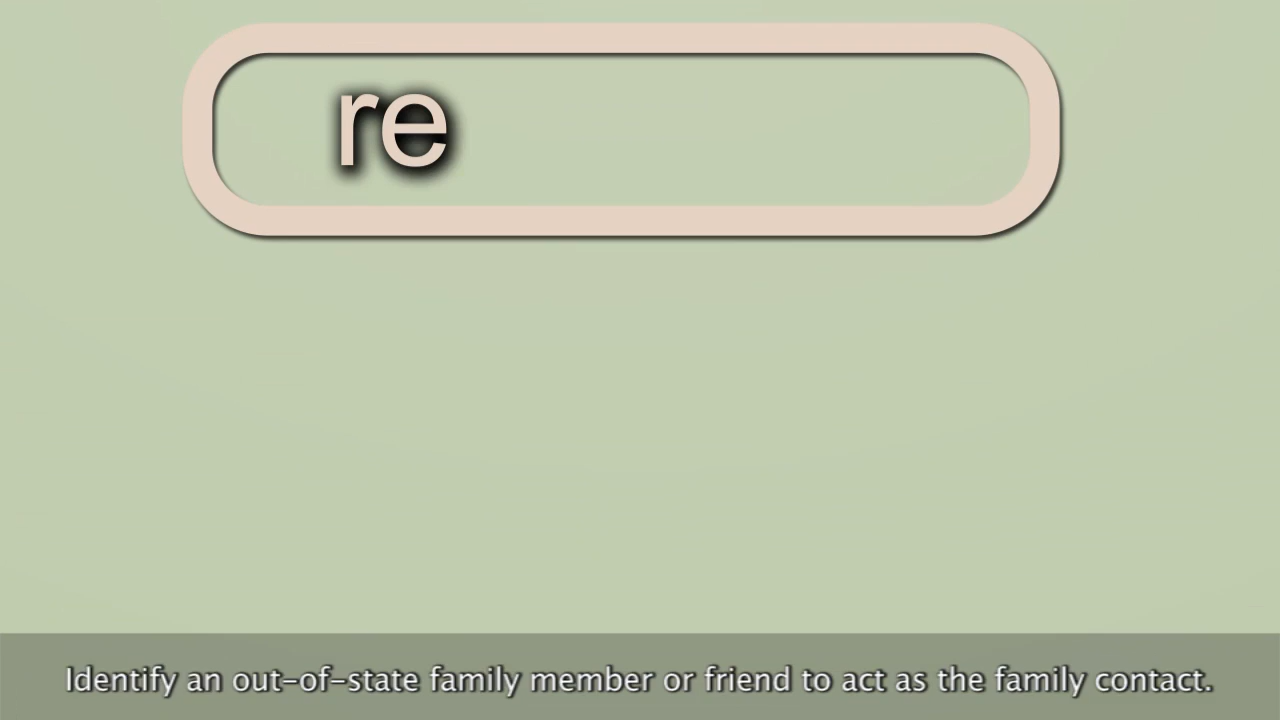 re
Identify an out-of-state family member or friend to act as the family contact.